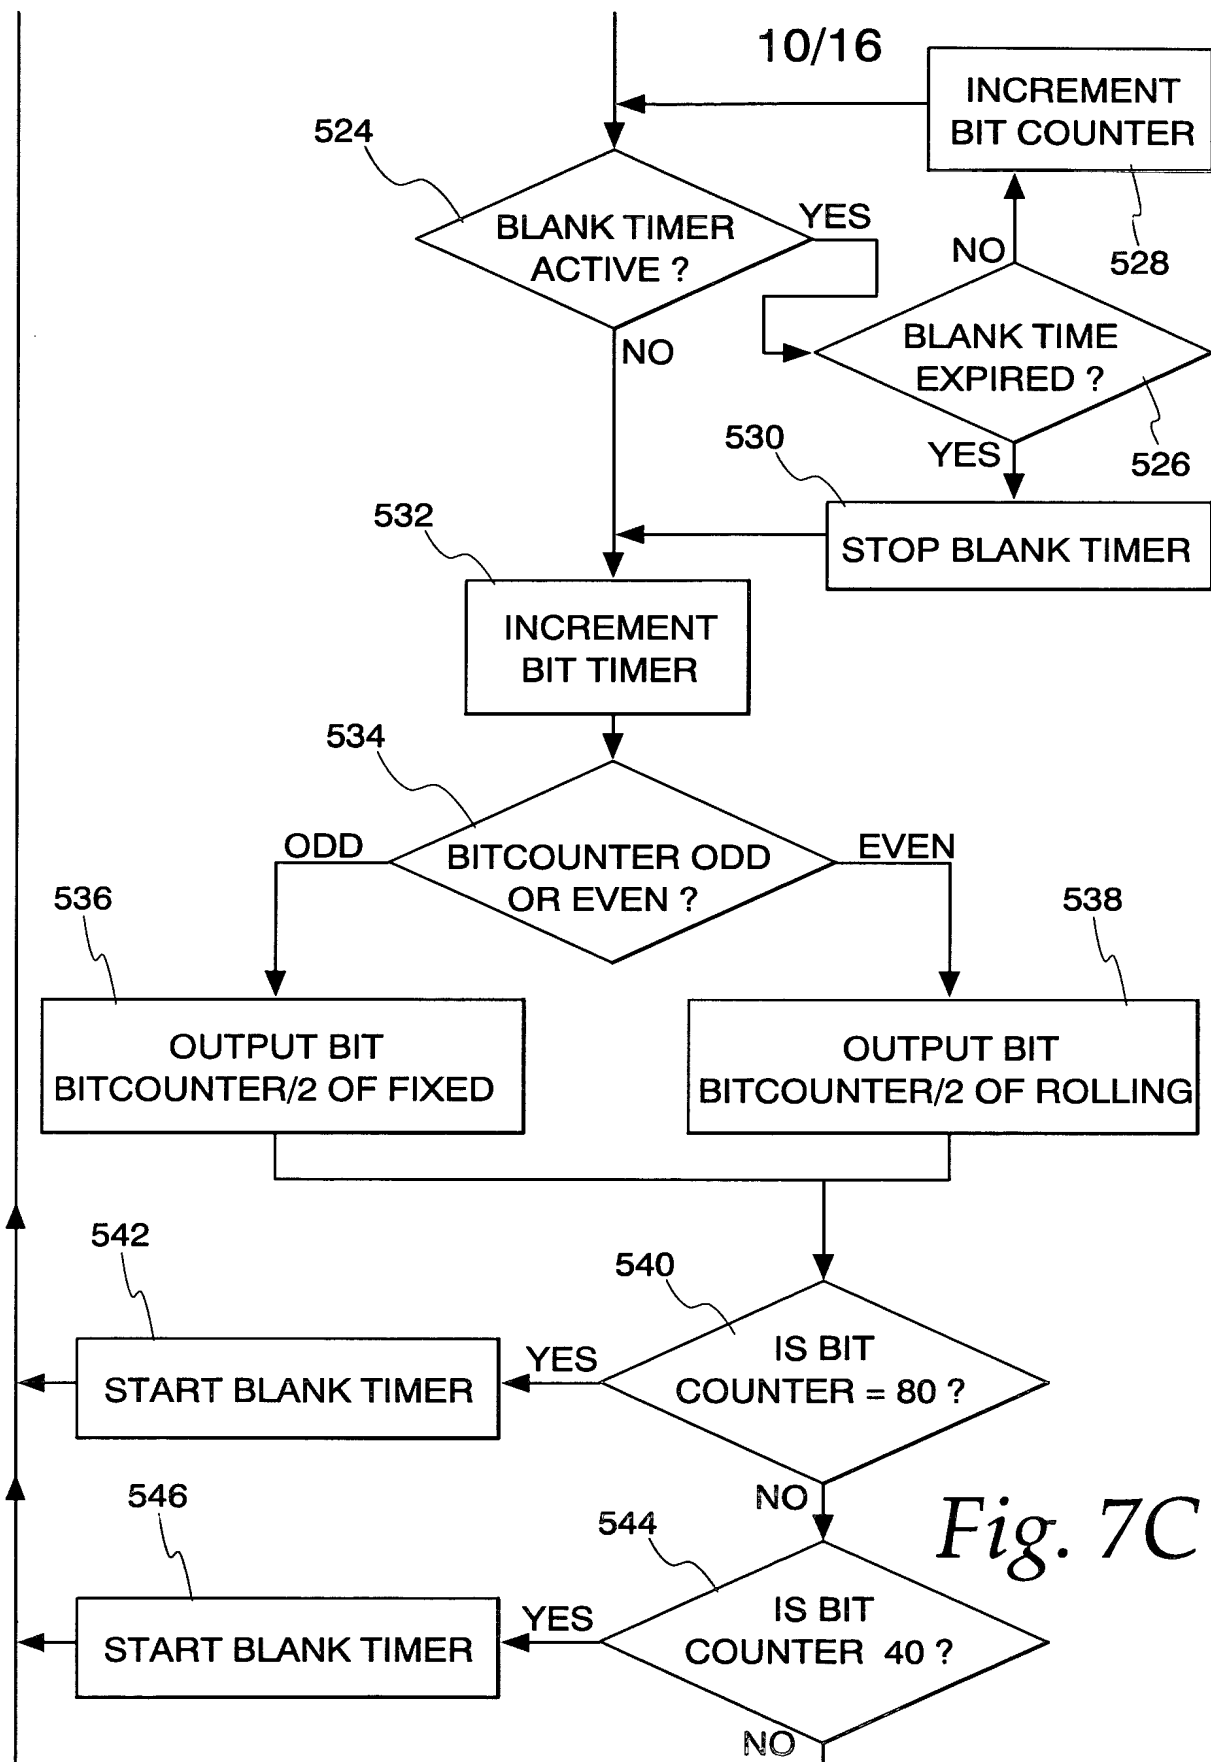 10/16
INCREMENT
BIT COUNTER
524
BLANK TIMER
ACTIVE ?
YES
NO
528
NO
BLANK TIME
EXPIRED ?
526
YES
530
STOP BLANK TIMER
532
INCREMENT
BIT TIMER
534
BITCOUNTER ODD
OR EVEN ?
ODD
EVEN
536
538
OUTPUT BIT
BITCOUNTER/2 OF FIXED
OUTPUT BIT
BITCOUNTER/2 OF ROLLING
542
540
START BLANK TIMER
YES
IS BIT
COUNTER = 80 ?
NO
546
544
Fig. 7C
START BLANK TIMER
YES
IS BIT
COUNTER 40 ?
NO